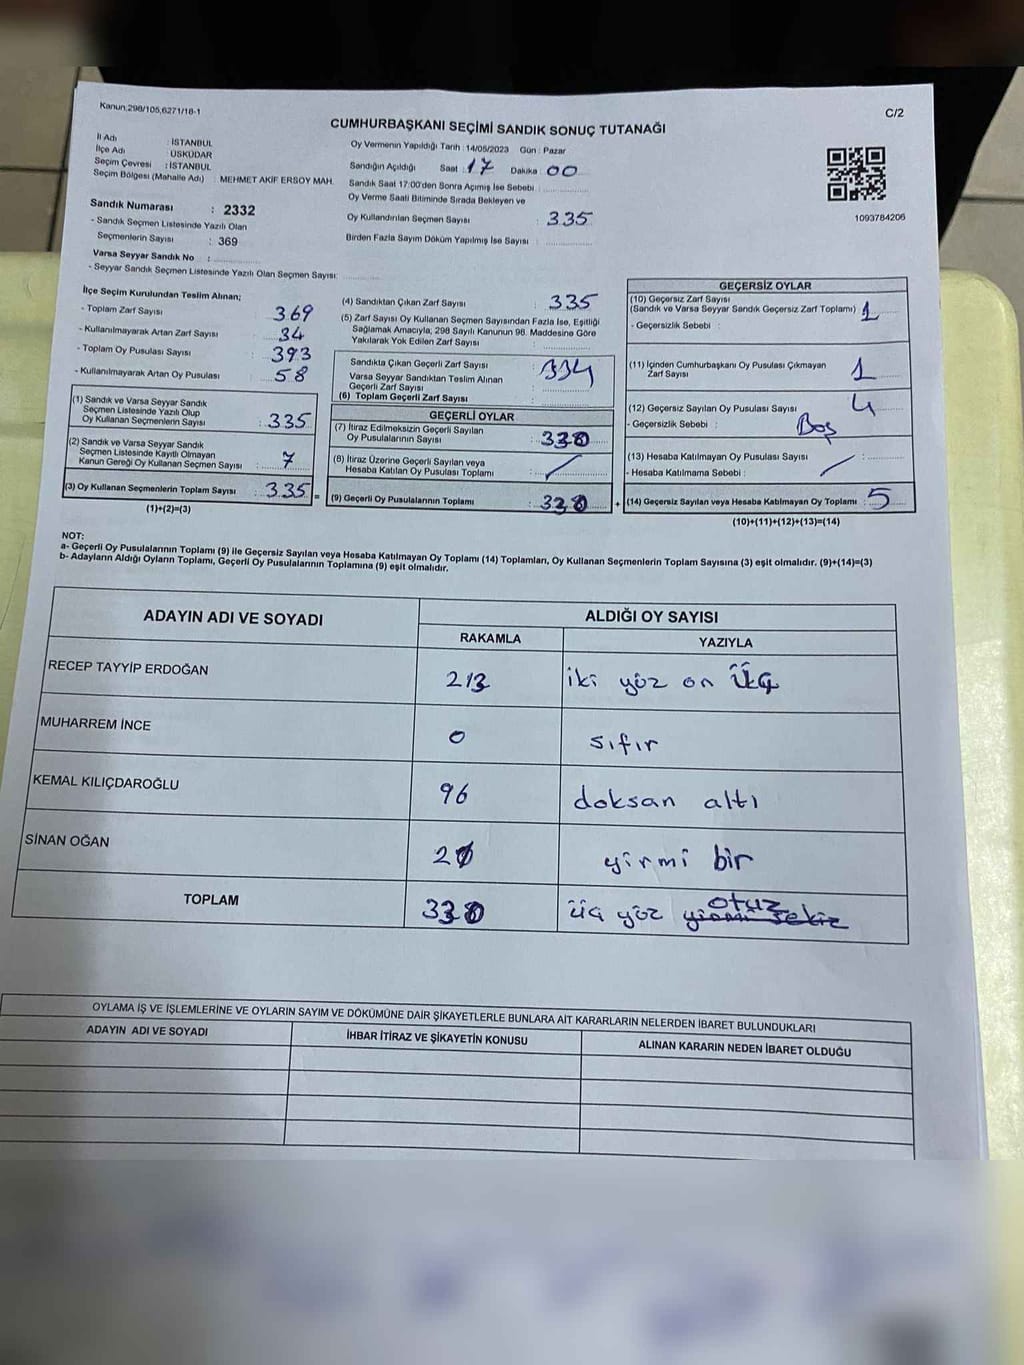 Kanun,298/105,6271/18-1
C/2
CUMHURBAŞKANI SEÇİMİ SANDIK SONUÇ TUTANAĞI
İl Adı : İSTANBUL
İlçe Adı : ÜSKÜDAR
Seçim Çevresi : İSTANBUL
Seçim Bölgesi (Mahalle Adı) : MEHMET AKİF ERSOY MAH.
Sandık Numarası : 2332
- Sandık Seçmen Listesinde Yazılı Olan
Seçmenlerin Sayısı : 369
Varsa Seyyar Sandık No :
- Seyyar Sandık Seçmen Listesinde Yazılı Olan Seçmen Sayısı:
Oy Vermenin Yapıldığı Tarih :14/05/2023 Gün : Pazar
Sandığın Açıldığı Saat : 17 Dakika 00
Sandık Saat 17:00'den Sonra Açımış İse Sebebi :
Oy Verme Saati Bitiminde Sırada Bekleyen ve
Oy Kullandırılan Seçmen Sayısı : 335
Birden Fazla Sayım Döküm Yapılmış İse Sayısı :
1093784206
İlçe Seçim Kurulundan Teslim Alınan;
- Toplam Zarf Sayısı : 369
- Kullanılmayarak Artan Zarf Sayısı : 34
- Toplam Oy Pusulası Sayısı : 393
- Kullanılmayarak Artan Oy Pusulası : 58
(1) Sandık ve Varsa Seyyar Sandık
Seçmen Listesinde Yazılı Olup
Oy Kullanan Seçmenlerin Sayısı : 335
(2) Sandık ve Varsa Seyyar Sandık
Seçmen Listesinde Kayıtlı Olmayan
Kanun Gereği Oy Kullanan Seçmen Sayısı : 7
(3) Oy Kullanan Seçmenlerin Toplam Sayısı : 335 =
(1)+(2)=(3)
(4) Sandıktan Çıkan Zarf Sayısı : 335
(5) Zarf Sayısı Oy Kullanan Seçmen Sayısından Fazla İse, Eşitliği
Sağlamak Amacıyla; 298 Sayılı Kanunun 98. Maddesine Göre
Yakılarak Yok Edilen Zarf Sayısı :
Sandıkta Çıkan Geçerli Zarf Sayısı : 334
Varsa Seyyar Sandıktan Teslim Alınan
Geçerli Zarf Sayısı :
(6) Toplam Geçerli Zarf Sayısı :
GEÇERLİ OYLAR
(7) İtiraz Edilmeksizin Geçerli Sayılan
Oy Pusulalarının Sayısı : 330
(8) İtiraz Üzerine Geçerli Sayılan veya
Hesaba Katılan Oy Pusulası Toplamı :
(9) Geçerli Oy Pusulalarının Toplamı : 330 +
GEÇERSİZ OYLAR
(10) Geçersiz Zarf Sayısı
(Sandık ve Varsa Seyyar Sandık Geçersiz Zarf Toplamı) : 1
- Geçersizlik Sebebi :
(11) İçinden Cumhurbaşkanı Oy Pusulası Çıkmayan
Zarf Sayısı : 1
(12) Geçersiz Sayılan Oy Pusulası Sayısı : 4
- Geçersizlik Sebebi : Boş
(13) Hesaba Katılmayan Oy Pusulası Sayısı :
- Hesaba Katılmama Sebebi :
(14) Geçersiz Sayılan veya Hesaba Katılmayan Oy Toplamı : 5
(10)+(11)+(12)+(13)=(14)
NOT:
a- Geçerli Oy Pusulalarının Toplamı (9) ile Geçersiz Sayılan veya Hesaba Katılmayan Oy Toplamı (14) Toplamları, Oy Kullanan Seçmenlerin Toplam Sayısına (3) eşit olmalıdır. (9)+(14)=(3)
b- Adayların Aldığı Oyların Toplamı, Geçerli Oy Pusulalarının Toplamına (9) eşit olmalıdır.
ADAYIN ADI VE SOYADI ALDIĞI OY SAYISI
RAKAMLA YAZIYLA
RECEP TAYYİP ERDOĞAN 213 iki yüz on üç
MUHARREM İNCE 0 sıfır
KEMAL KILIÇDAROĞLU 96 doksan altı
SİNAN OĞAN 21 yirmi bir
TOPLAM 330 üç yüz yirmi sekiz otuz
OYLAMA İŞ VE İŞLEMLERİNE VE OYLARIN SAYIM VE DÖKÜMÜNE DAİR ŞİKAYETLERLE BUNLARA AİT KARARLARIN NELERDEN İBARET BULUNDUKLARI
ADAYIN ADI VE SOYADI İHBAR İTİRAZ VE ŞİKAYETİN KONUSU ALINAN KARARIN NEDEN İBARET OLDUĞU